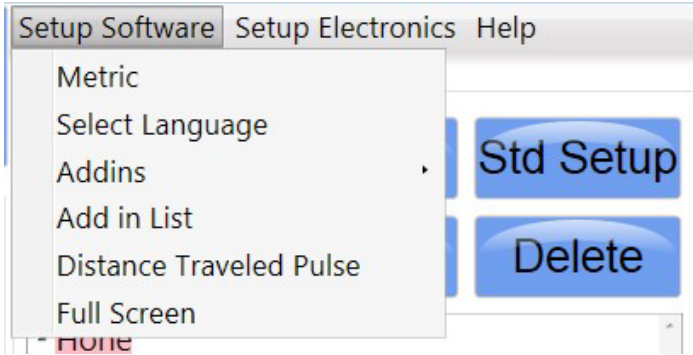 Setup Software Setup Electronics Help
Metric
Select Language
Addins
Std Setup
Add in List
Distance Traveled Pulse
Delete
Full Screen